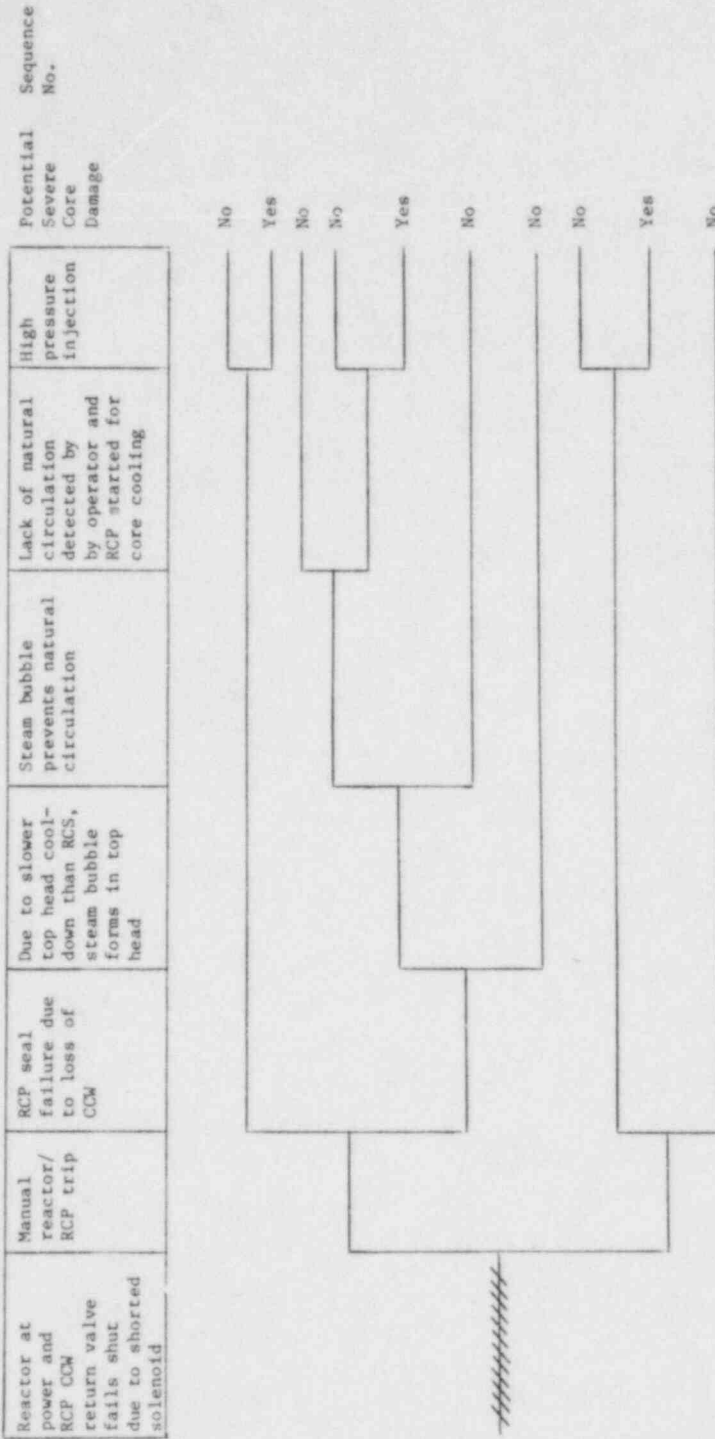 Reactor at
power and
RCP CCW
return valve
fails shut
due to shorted
solenoid
Manual
reactor/
RCP trip
RCP seal
failure due
to loss of
CCW
Due to slower
top head cool-
down than RCS,
steam bubble
forms in top
head
Steam bubble
prevents natural
circulation
Lack of natural
circulation
detected by
by operator and
RCP started for
core cooling
High
pressure
injection
Potential
Severe
Core
Damage
Sequence
No.
No
Yes
No
No
Yes
No
No
No
Yes
No